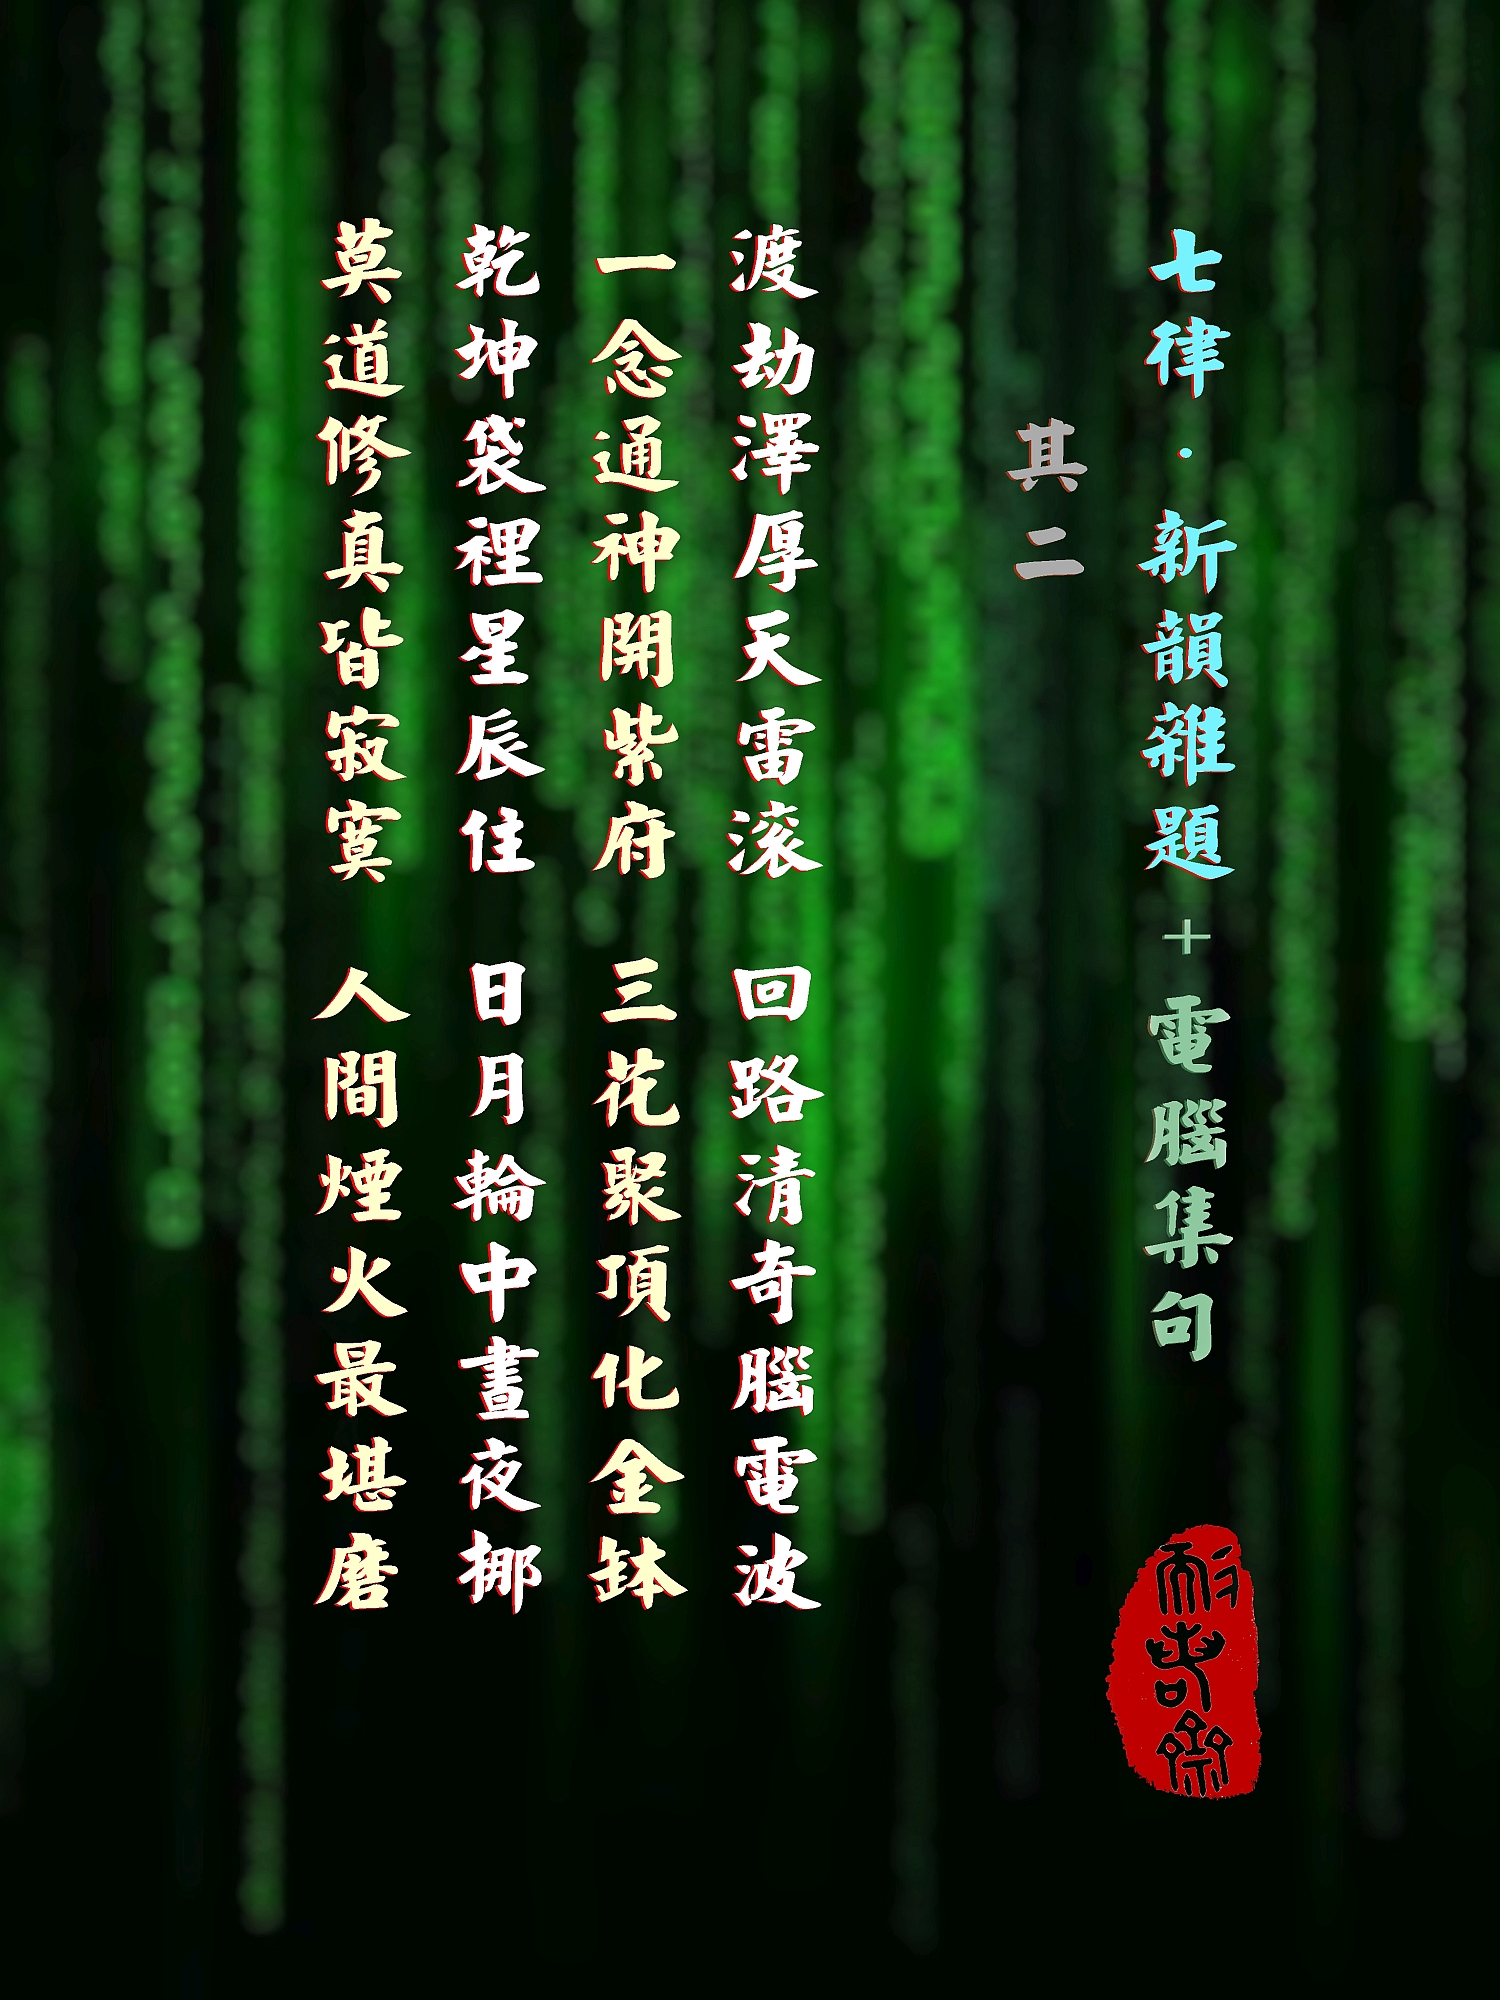 七律·新韻雜題+電腦集句
其二
渡劫澤厚天雷滚 回路清奇腦電波
一念通神開紫府 三花聚頂化金鉢
乾坤袋裡星辰住 日月輪中晝夜挪
莫道修真皆寂寞 人間煙火最堪磨